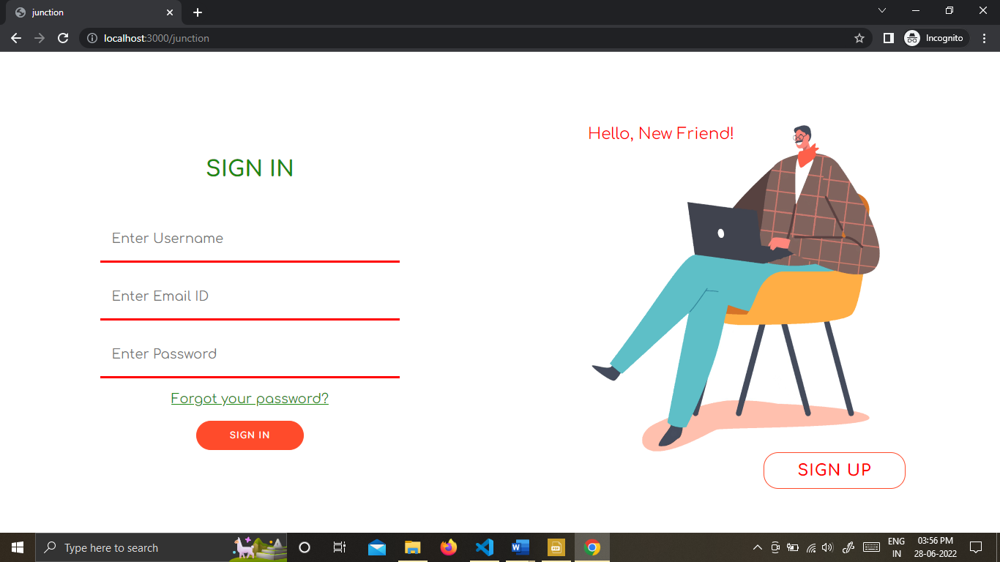 junction
localhost:3000/junction
Incognito
Hello, New Friend!
SIGN IN
Enter Username
Enter Email ID
Enter Password
Forgot your password?
SIGN IN
SIGN UP
Type here to search
ENG
IN
03:56 PM
28-06-2022